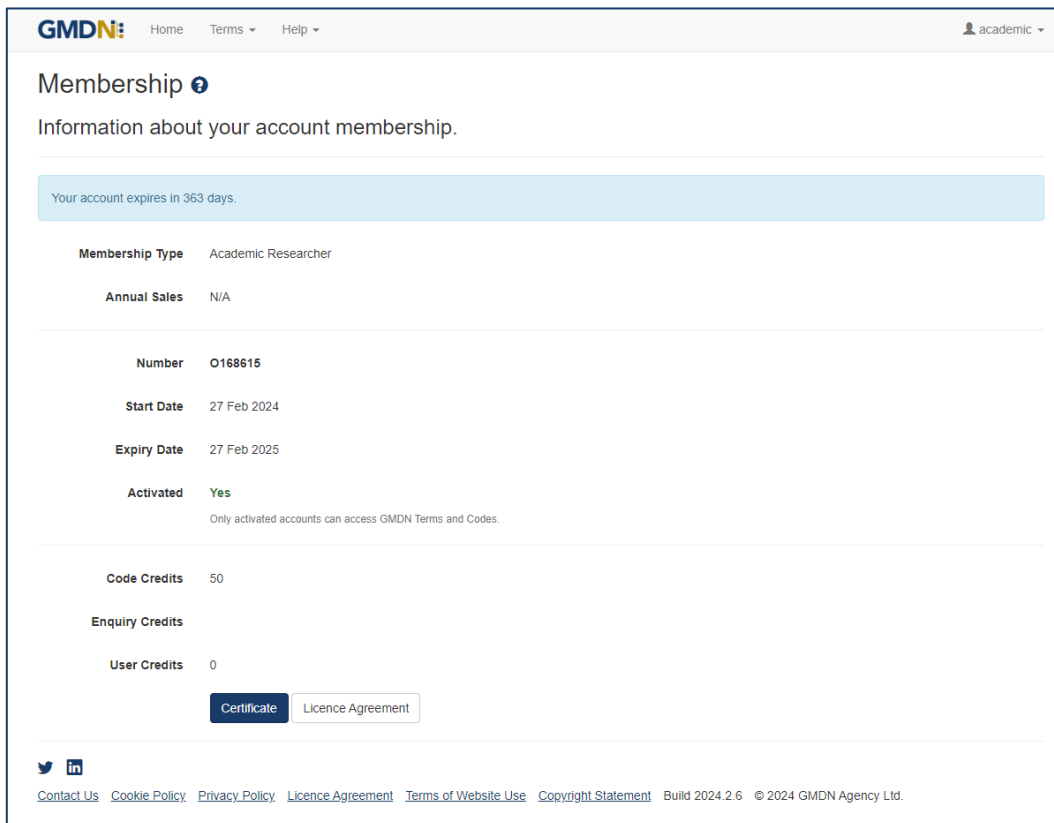 GMDN Home Terms Help academic
Membership
Information about your account membership.
Your account expires in 363 days.
Membership Type Academic Researcher
Annual Sales N/A
Number O168615
Start Date 27 Feb 2024
Expiry Date 27 Feb 2025
Activated Yes
Only activated accounts can access GMDN Terms and Codes.
Code Credits 50
Enquiry Credits
User Credits 0
Certificate Licence Agreement
Contact Us Cookie Policy Privacy Policy Licence Agreement Terms of Website Use Copyright Statement Build 2024.2.6 © 2024 GMDN Agency Ltd.